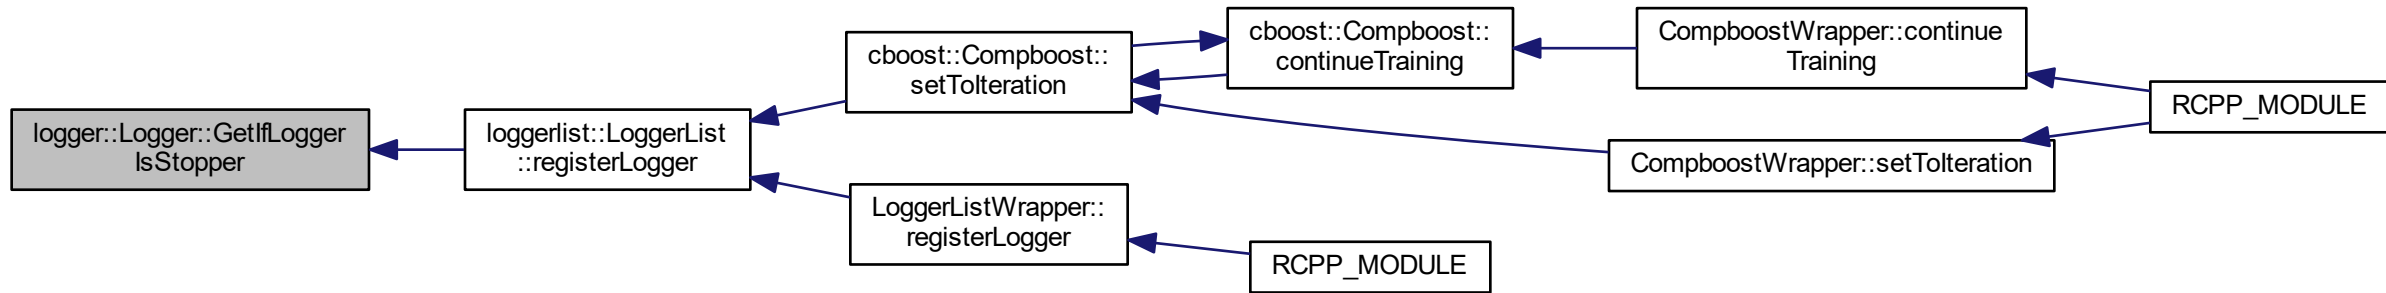 logger::Logger::GetIfLogger
IsStopper
loggerlist::LoggerList
::registerLogger
cboost::Compboost::
setToIteration
LoggerListWrapper::
registerLogger
cboost::Compboost::
continueTraining
RCPP_MODULE
CompboostWrapper::continue
Training
CompboostWrapper::setToIteration
RCPP_MODULE